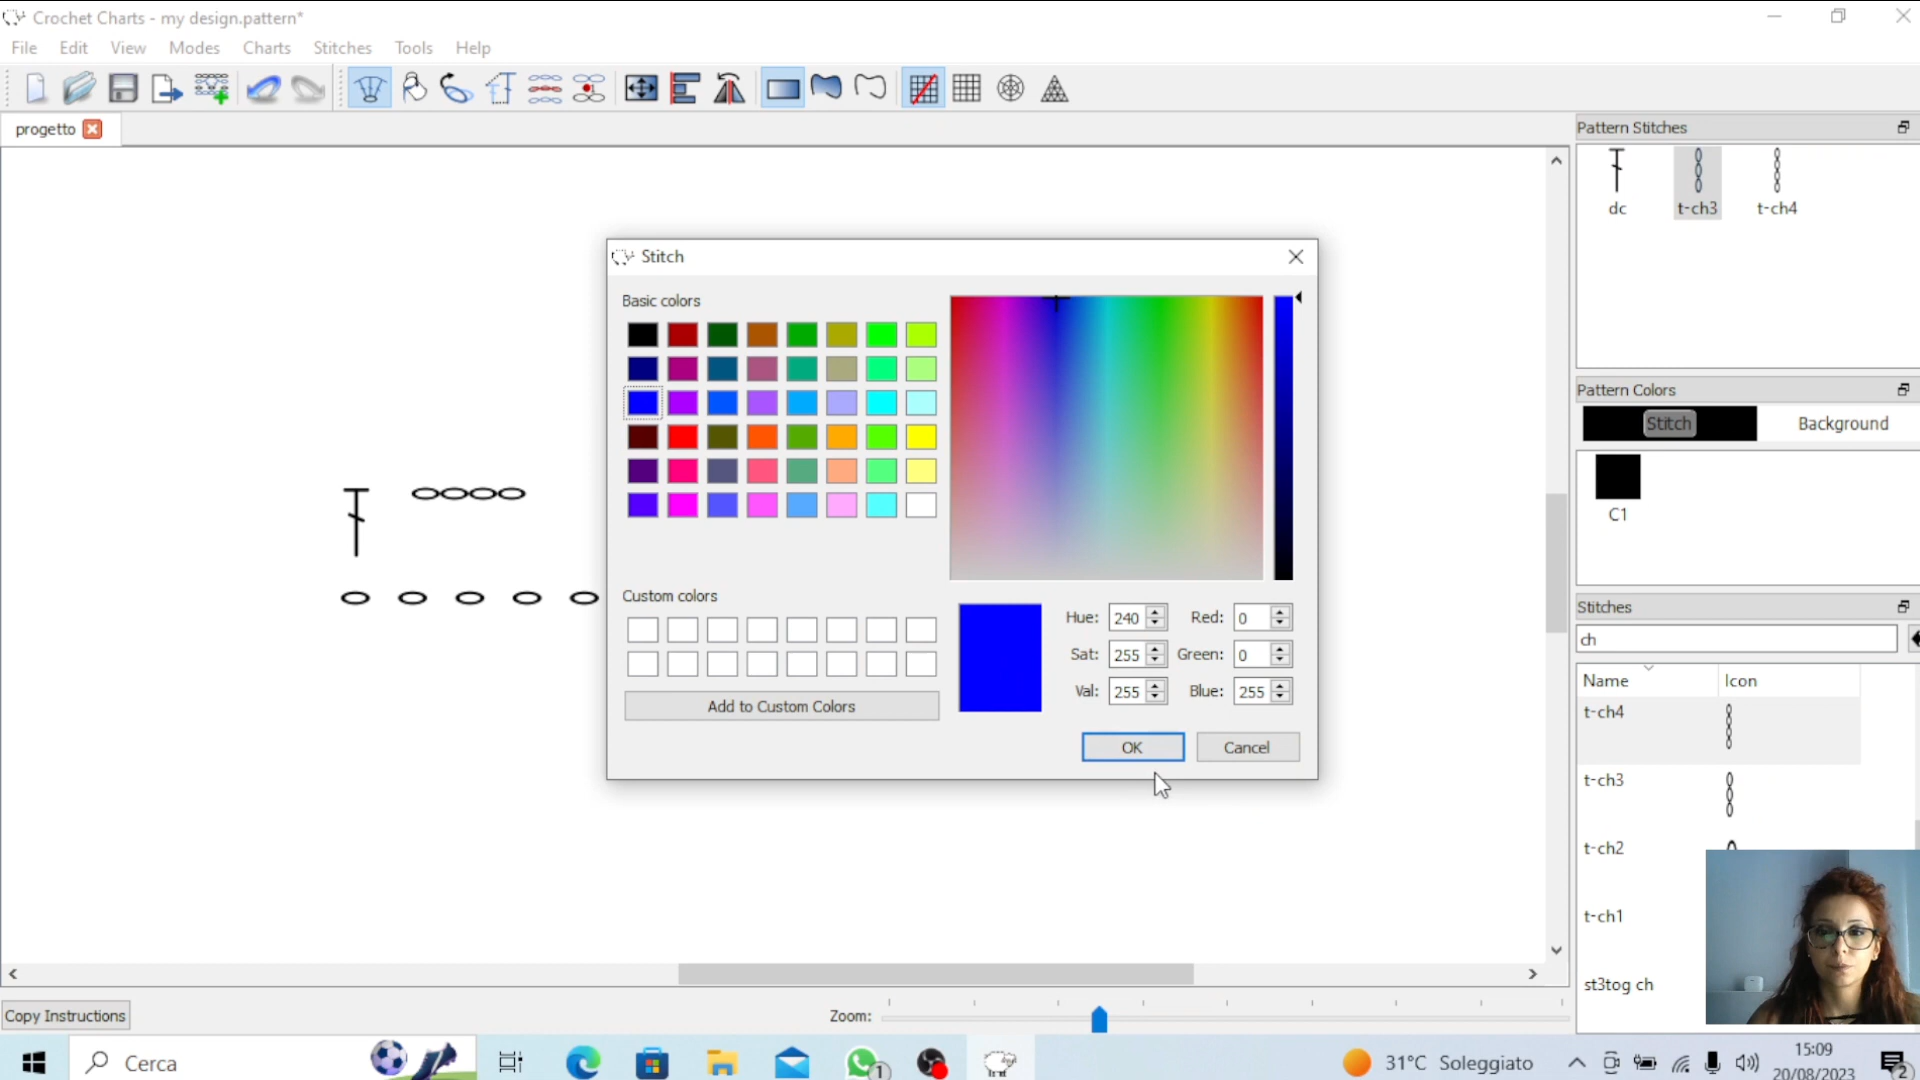 Crochet Charts - my design.pattern*
File Edit View Modes Charts Stitches Tools Help
progetto
Pattern Stitches
dc t-ch3 t-ch4
Stitch
Basic colors
Pattern Colors
Stitch Background
C1
Custom colors
Hue: 240 Red: 0
Sat: 255 Green: 0
Val: 255 Blue: 255
Add to Custom Colors
OK Cancel
Stitches
ch
Name Icon
t-ch4
t-ch3
t-ch2
t-ch1
st3tog ch
Copy Instructions
Zoom:
Cerca
1
31°C Soleggiato
15:09
20/08/2023
2